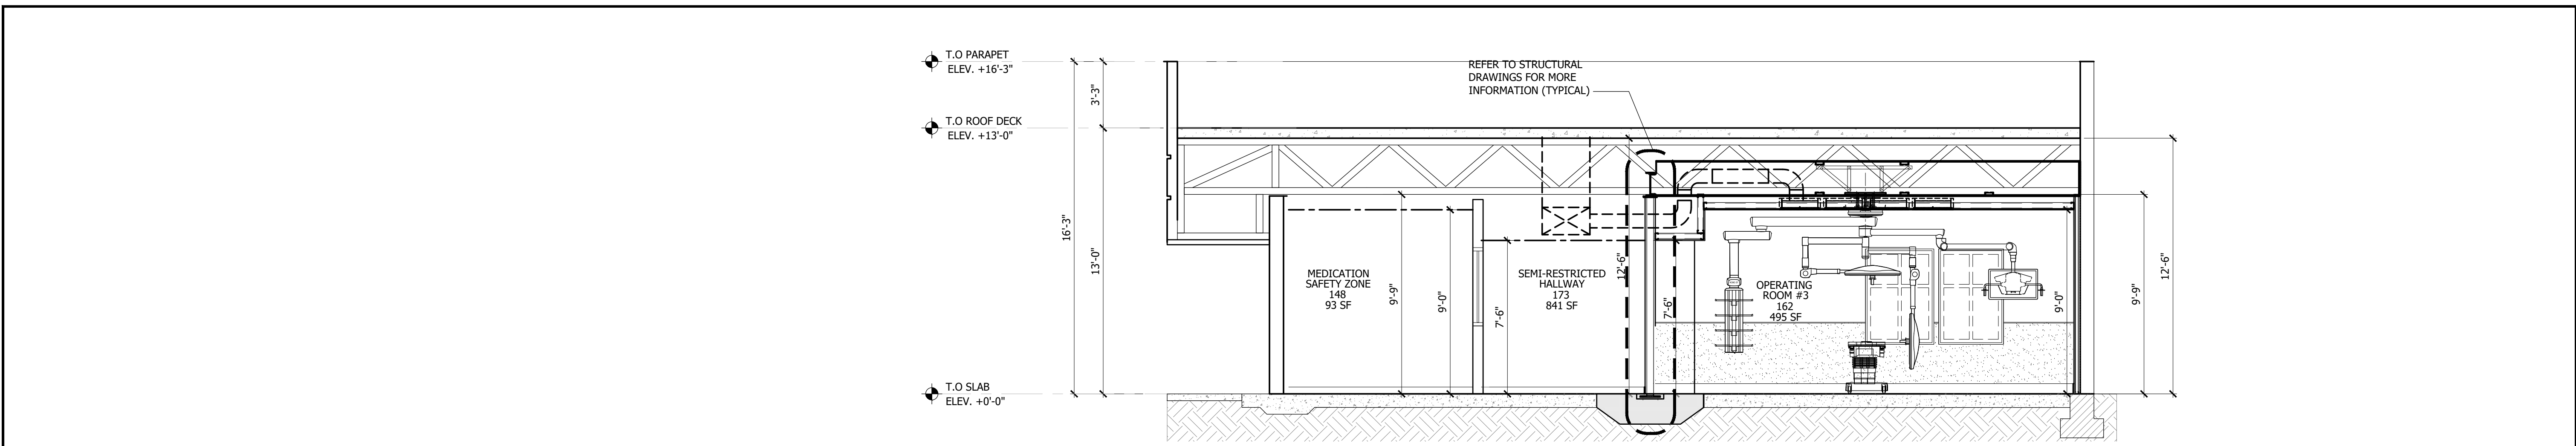 T.O PARAPET
ELEV. +16'-3"
REFER TO STRUCTURAL
DRAWINGS FOR MORE
INFORMATION (TYPICAL)
3'-3"
T.O ROOF DECK
ELEV. +13'-0"
16'-3"
13'-0"
MEDICATION
SAFETY ZONE
148
93 SF
9'-9"
9'-0"
7'-6"
SEMI-RESTRICTED
HALLWAY
173
841 SF
12'-6"
7'-6"
OPERATING
ROOM #3
162
495 SF
9'-0"
9'-9"
12'-6"
T.O SLAB
ELEV. +0'-0"